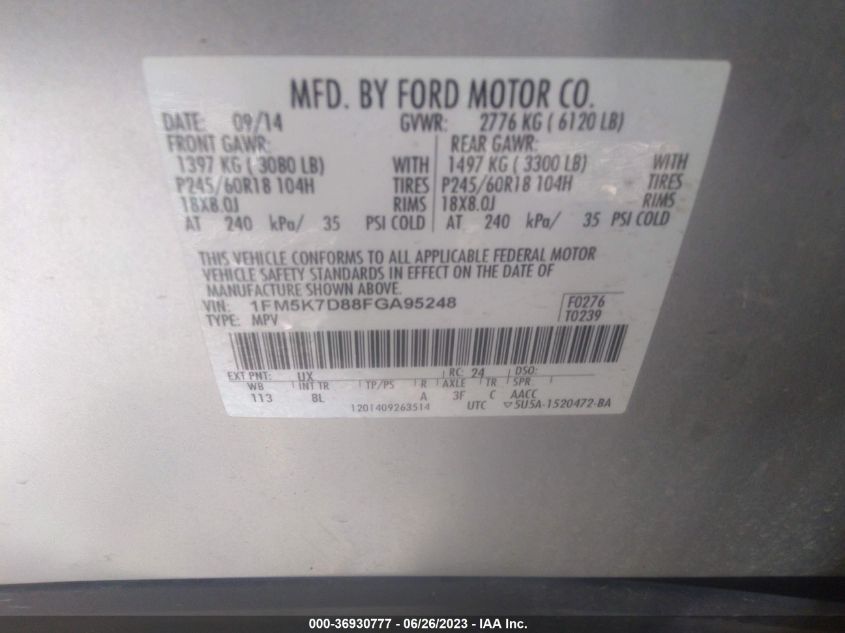 MFD. BY FORD MOTOR CO.
DATE: 09/14 GVWR: 2776 KG ( 6120 LB)
FRONT GAWR: REAR GAWR:
1397 KG ( 3080 LB) WITH 1497 KG ( 3300 LB) WITH
P245/60R18 104H TIRES P245/60R18 104H TIRES
18X8.0J RIMS 18X8.0J RIMS
AT 240 kPa/ 35 PSI COLD AT 240 kPa/ 35 PSI COLD
THIS VEHICLE CONFORMS TO ALL APPLICABLE FEDERAL MOTOR
VEHICLE SAFETY STANDARDS IN EFFECT ON THE DATE OF
MANUFACTURE SHOWN ABOVE.
VIN: 1FM5K7D88FGA95248 F0276
TYPE: MPV T0239
EXT PNT: UX RC: 24 DSO:
WB INT TR TP/PS R AXLE TR SPR
113 8L A 3F C AACC
1201409263514 UTC ▽5U5A-1520472-BA
000-36930777 - 06/26/2023 - IAA Inc.